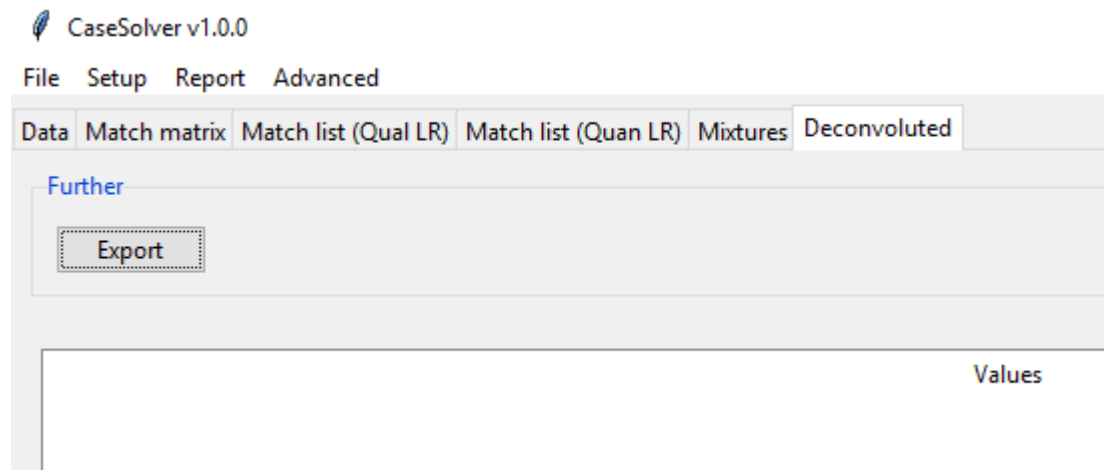 CaseSolver v1.0.0
File Setup Report Advanced
Data Match matrix Match list (Qual LR) Match list (Quan LR) Mixtures Deconvoluted
Further
Export
Values